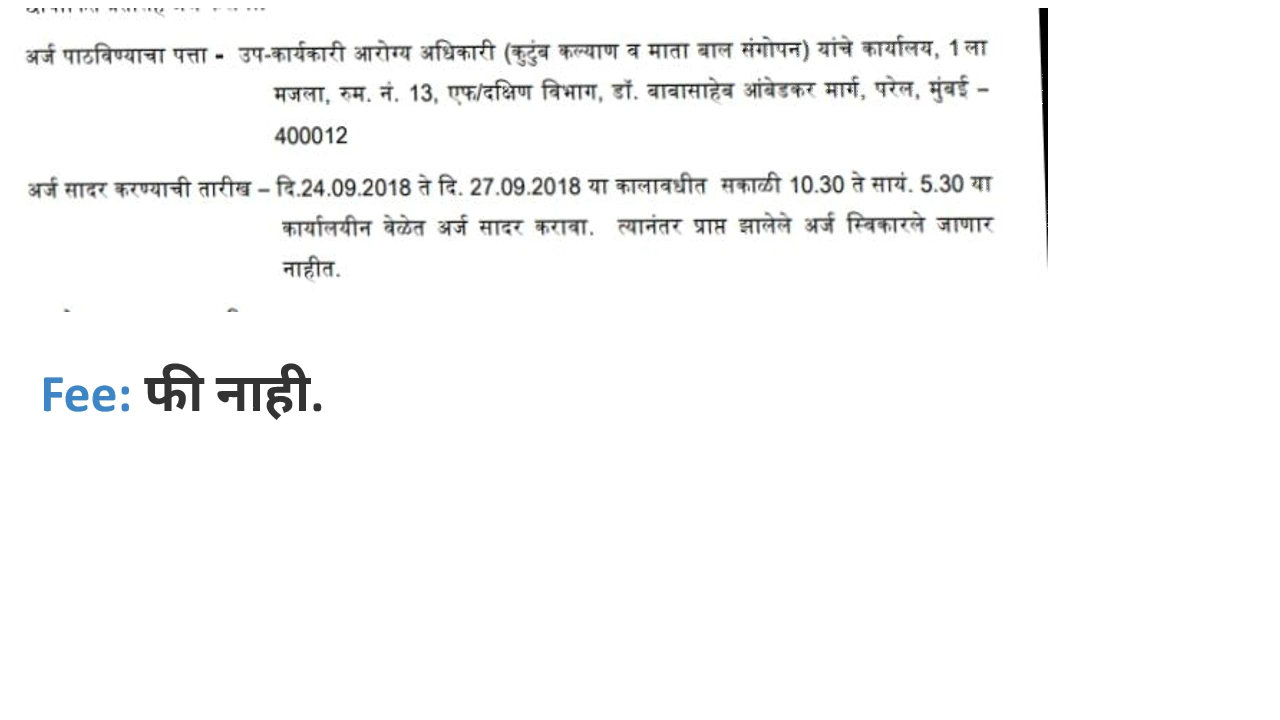 अर्ज पाठविण्याचा पत्ता - उप-कार्यकारी आरोग्य अधिकारी (कुटुंब कल्याण व माता बाल संगोपन) यांचे कार्यालय, 1 ला
मजला, रुम. नं. 13, एफ/दक्षिण विभाग, डॉ. बाबासाहेब आंबेडकर मार्ग, परेल, मुंबई –
400012
अर्ज सादर करण्याची तारीख – दि.24.09.2018 ते दि. 27.09.2018 या कालावधीत सकाळी 10.30 ते सायं. 5.30 या
कार्यालयीन वेळेत अर्ज सादर करावा. त्यानंतर प्राप्त झालेले अर्ज स्विकारले जाणार
नाहीत.
Fee: फी नाही.